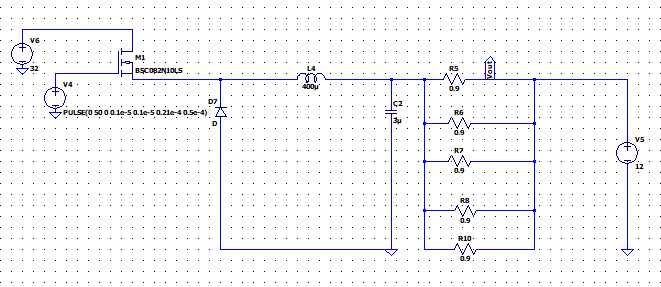 V6
32
V4
PULSE(0 50 0 0.1e-5 0.1e-5 0.21e-4 0.5e-4)
M1
BSC082N10LS
D7
D
L4
400µ
C2
3µ
R5
0.9
Vout
R6
0.9
R7
0.9
R8
0.9
R10
0.9
V5
12